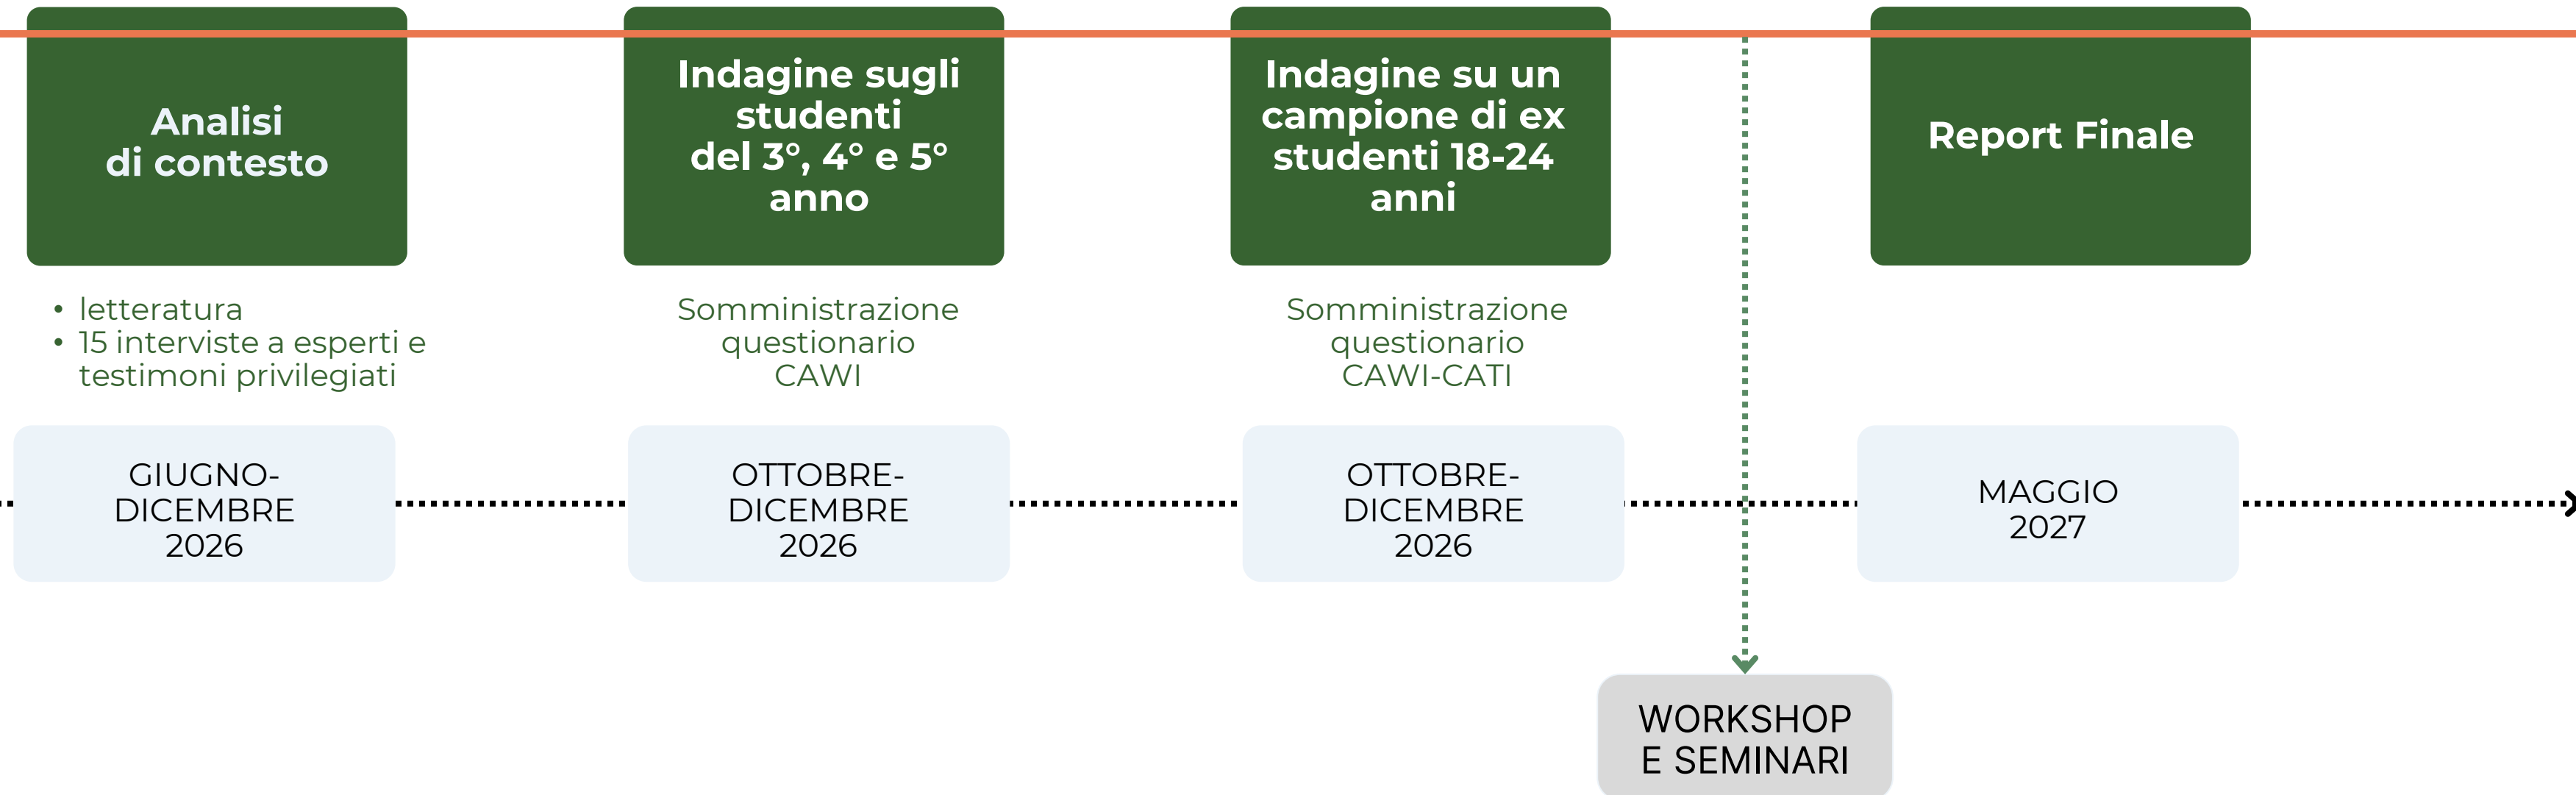 Analisi
di contesto
Indagine sugli
studenti
del 3°, 4° e 5°
anno
Indagine su un
campione di ex
studenti 18-24
anni
Report Finale
• letteratura
• 15 interviste a esperti e
testimoni privilegiati
Somministrazione
questionario
CAWI
Somministrazione
questionario
CAWI-CATI
GIUGNO-
DICEMBRE
2026
OTTOBRE-
DICEMBRE
2026
OTTOBRE-
DICEMBRE
2026
MAGGIO
2027
WORKSHOP
E SEMINARI